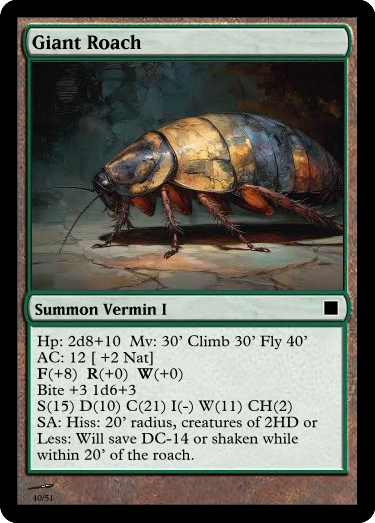 Giant Roach
Summon Vermin I
Hp: 2d8+10 Mv: 30' Climb 30' Fly 40'
AC: 12 [ +2 Nat]
F(+8) R(+0) W(+0)
Bite +3 1d6+3
S(15) D(10) C(21) I(-) W(11) CH(2)
SA: Hiss: 20' radius, creatures of 2HD or
Less: Will save DC-14 or shaken while
within 20' of the roach.
40/51